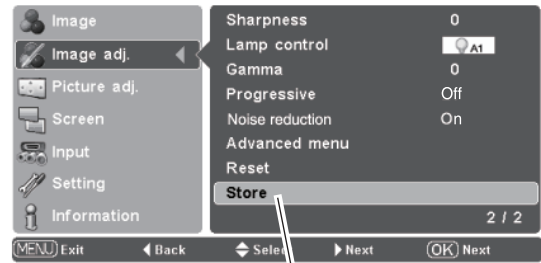 Image
Image adj.
Picture adj.
Screen
Input
Setting
Information
Sharpness 0
Lamp control A1
Gamma 0
Progressive Off
Noise reduction On
Advanced menu
Reset
Store
2 / 2
MENU Exit Back Select Next OK Next